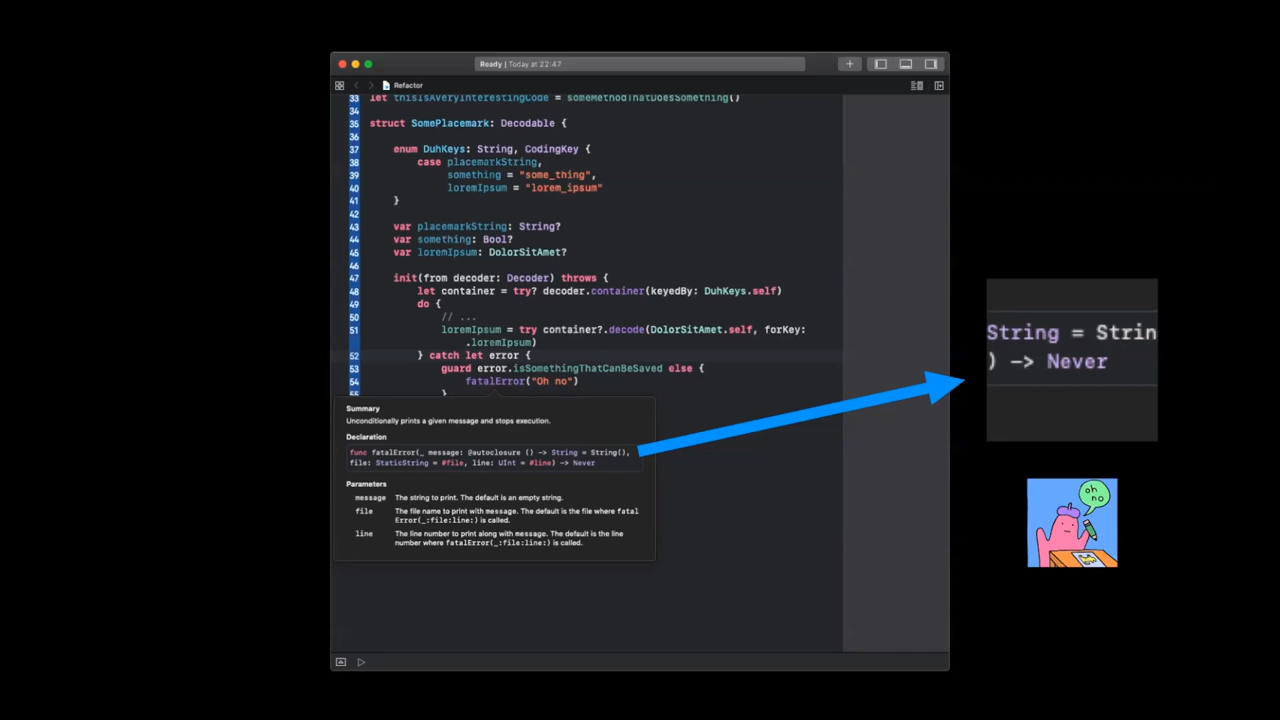 Ready | Today at 22:47
Refactor
33 let thisIsAVeryInterestingCode = someMethodThatDoesSomething()
34
35 struct SomePlacemark: Decodable {
36
37 enum DuhKeys: String, CodingKey {
38 case placemarkString,
39 something = "some_thing",
40 loremIpsum = "lorem_ipsum"
41 }
42
43 var placemarkString: String?
44 var something: Bool?
45 var loremIpsum: DolorSitAmet?
46
47 init(from decoder: Decoder) throws {
48 let container = try? decoder.container(keyedBy: DuhKeys.self)
49 do {
50 // ...
51 loremIpsum = try container?.decode(DolorSitAmet.self, forKey:
.loremIpsum)
52 } catch let error {
53 guard error.isSomethingThatCanBeSaved else {
54 fatalError("Oh no")
55 }
Summary
Unconditionally prints a given message and stops execution.
Declaration
func fatalError(_ message: @autoclosure () -> String = String(),
file: StaticString = #file, line: UInt = #line) -> Never
Parameters
message The string to print. The default is an empty string.
file The file name to print with message. The default is the file where fatal
Error(_:file:line:) is called.
line The line number to print along with message. The default is the line
number where fatalError(_:file:line:) is called.
String = Strin
) -> Never
oh
no